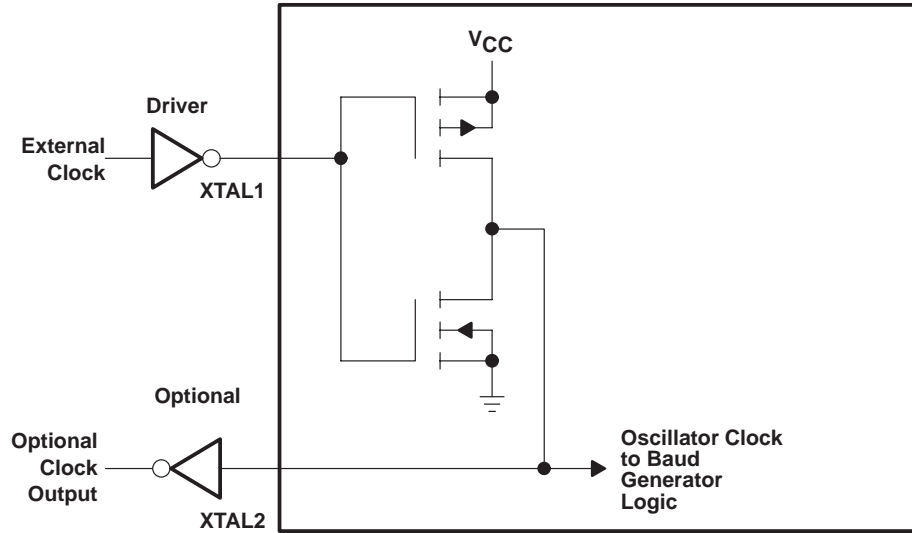 VCC
Driver
External
Clock
XTAL1
Optional
Optional
Clock
Output
XTAL2
Oscillator Clock
to Baud
Generator
Logic